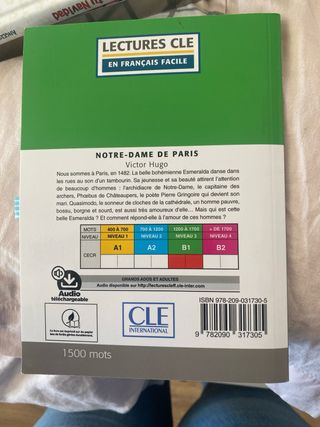 Navidad
LECTURES CLE
EN FRANÇAIS FACILE
NOTRE-DAME DE PARIS
Victor Hugo
Nous sommes à Paris, en 1482. La belle bohémienne Esmeralda danse dans
les rues au son d'un tambourin. Sa jeunesse et sa beauté attirent l'attention
de beaucoup d'hommes : l'archidiacre de Notre-Dame, le capitaine des
archers, Phœbus de Châteaupers, le poète Pierre Gringoire qui devient son
mari. Quasimodo, le sonneur de cloches de la cathédrale, un homme pauvre,
bossu, borgne et sourd, est aussi très amoureux d'elle... Mais qui est cette
belle Esmeralda ? Et comment répond-elle à l'amour de ces hommes ?
MOTS 400 À 700 700 À 1200 1200 À 1700 + DE 1700
NIVEAU NIVEAU 1 NIVEAU 2 NIVEAU 3 NIVEAU 4
CECR A1 A2 B1 B2
GRANDS ADOS ET ADULTES
Audio disponible sur http://lecturescleff.cle-inter.com
Audio
téléchargeable
CLE
INTERNATIONAL
ISBN 978-209-031730-5
9 782090 317305
1500 mots